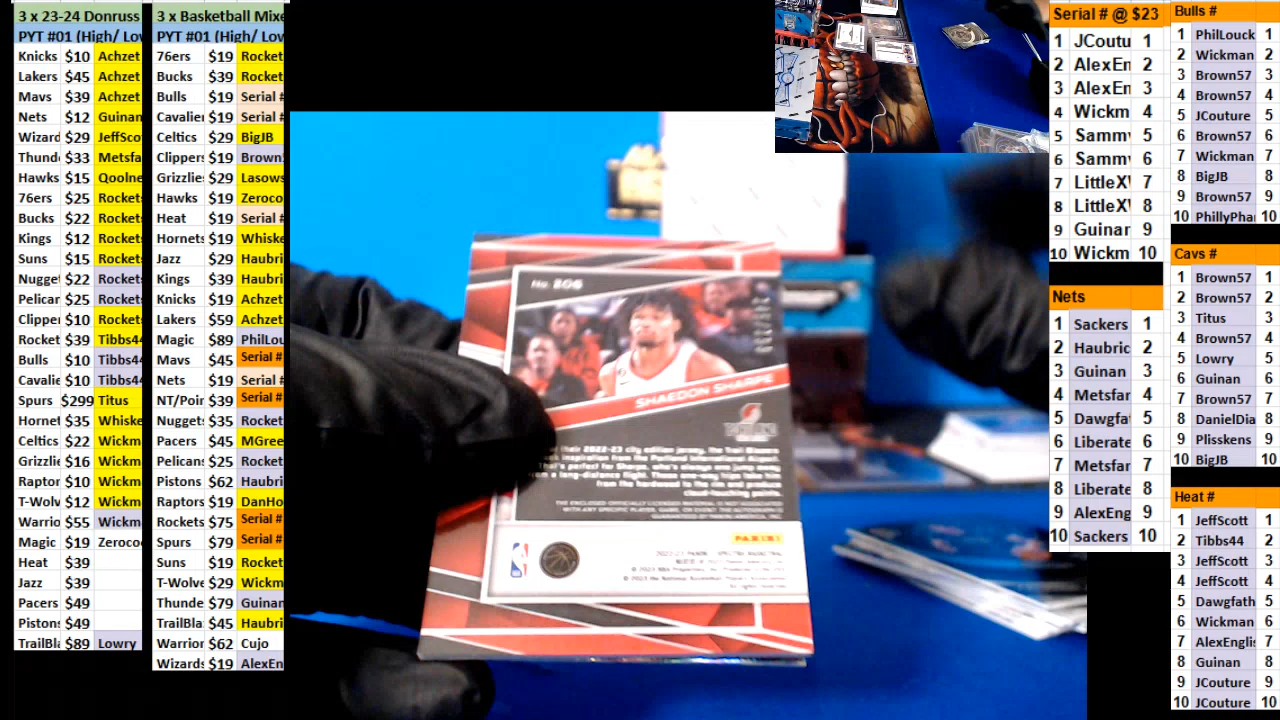 3 x 23-24 Donruss
PYT #01 (High/ Lov
Knicks $10 Achzet
Lakers $45 Achzet
Mavs $39 Achzet
Nets $12 Guinan
Wizard $29 JeffSco
Thund $33 Metsfa
Hawks $15 Qoolne
76ers $25 Rocket
Bucks $22 Rocket
Kings $12 Rocket
Suns $15 Rocket
Nugge $22 Rocket
Pelican $25 Rocket
Clippe $10 Rocket
Rocket $39 Tibbs44
Bulls $10 Tibbs44
Cavalie $10 Tibbs44
Spurs $299 Titus
Hornet $35 Whiske
Celtics $22 Wickm
Grizzlie $16 Wickm
Raptor $10 Wickm
T-Wolv $12 Wickm
Warrio $55 Wickm
Magic $19 Zeroco
Heat $39
Jazz $39
Pacers $49
Piston $49
TrailBla $89 Lowry
3 x Basketball Mixe
PYT #01 (High/ Lov
76ers $19 Rocket
Bucks $39 Rocket
Bulls $19 Serial #
Cavalier $19 Serial #
Celtics $29 BigJB
Clippers $19 Brown
Grizzlie $29 Lasows
Hawks $19 Zeroco
Heat $19 Serial #
Hornets $19 Whiske
Jazz $29 Haubri
Kings $39 Haubri
Knicks $19 Achzet
Lakers $59 Achzet
Magic $89 PhilLou
Mavs $45 Serial #
Nets $19 Serial #
NT/Poin $39 Serial #
Nuggets $35 Rocket
Pacers $45 MGree
Pelicans $25 Rocket
Pistons $62 Haubri
Raptors $19 DanHo
Rockets $75 Serial #
Spurs $79 Serial #
Suns $19 Rocket
T-Wolve $29 Wickm
Thunde $79 Guinan
TrailBla $45 Haubri
Warrior $62 Cujo
Wizards $19 AlexEn
No. 206
SHAEDON SHARPE
PANINI
NBA
Serial # @ $23
1 JCoutu 1
2 AlexEn 2
3 AlexEn 3
4 Wickm 4
5 Sammy 5
6 Sammy 6
7 LittleX 7
8 LittleX 8
9 Guinar 9
10 Wickm 10
Nets
1 Sackers 1
2 Haubric 2
3 Guinan 3
4 Metsfar 4
5 Dawgfat 5
6 Liberate 6
7 Metsfar 7
8 Liberate 8
9 AlexEng 9
10 Sackers 10
Bulls #
1 PhilLouck 1
2 Wickman 2
3 Brown57 3
4 Brown57 4
5 JCouture 5
6 Brown57 6
7 Wickman 7
8 BigJB 8
9 Brown57 9
10 PhillyPha 10
Cavs #
1 Brown57 1
2 Brown57 2
3 Titus 3
4 Brown57 4
5 Lowry 5
6 Guinan 6
7 Brown57 7
8 DanielDia 8
9 Plisskens 9
10 BigJB 10
Heat #
1 JeffScott 1
2 Tibbs44 2
3 JeffScott 3
4 JeffScott 4
5 Dawgfath 5
6 Wickman 6
7 AlexEnglis 7
8 Guinan 8
9 JCouture 9
10 JCouture 10